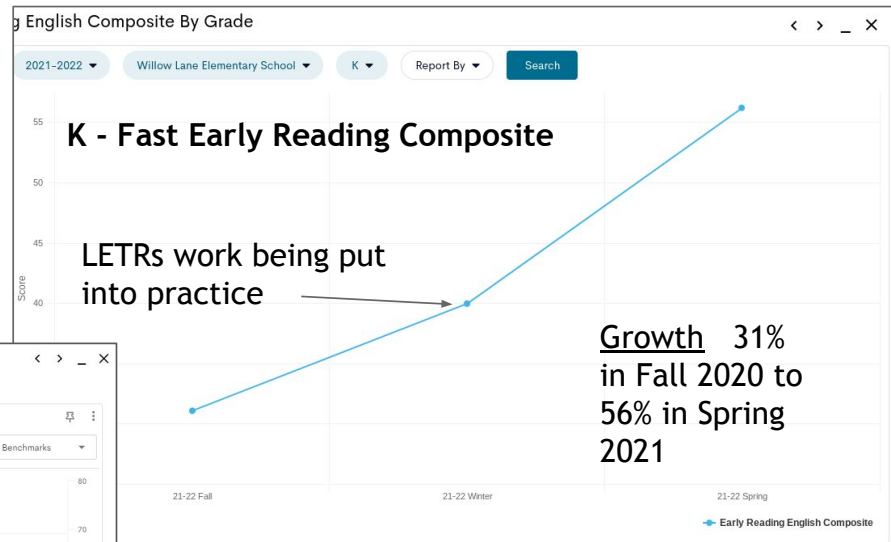 g English Composite By Grade
2021-2022
Willow Lane Elementary School
K
Report By
Search
K - Fast Early Reading Composite
LETRs work being put
into practice
Growth 31%
in Fall 2020 to
56% in Spring
2021
Score
55
50
45
40
21-22 Fall
21-22 Winter
21-22 Spring
Early Reading English Composite
Benchmarks
80
70